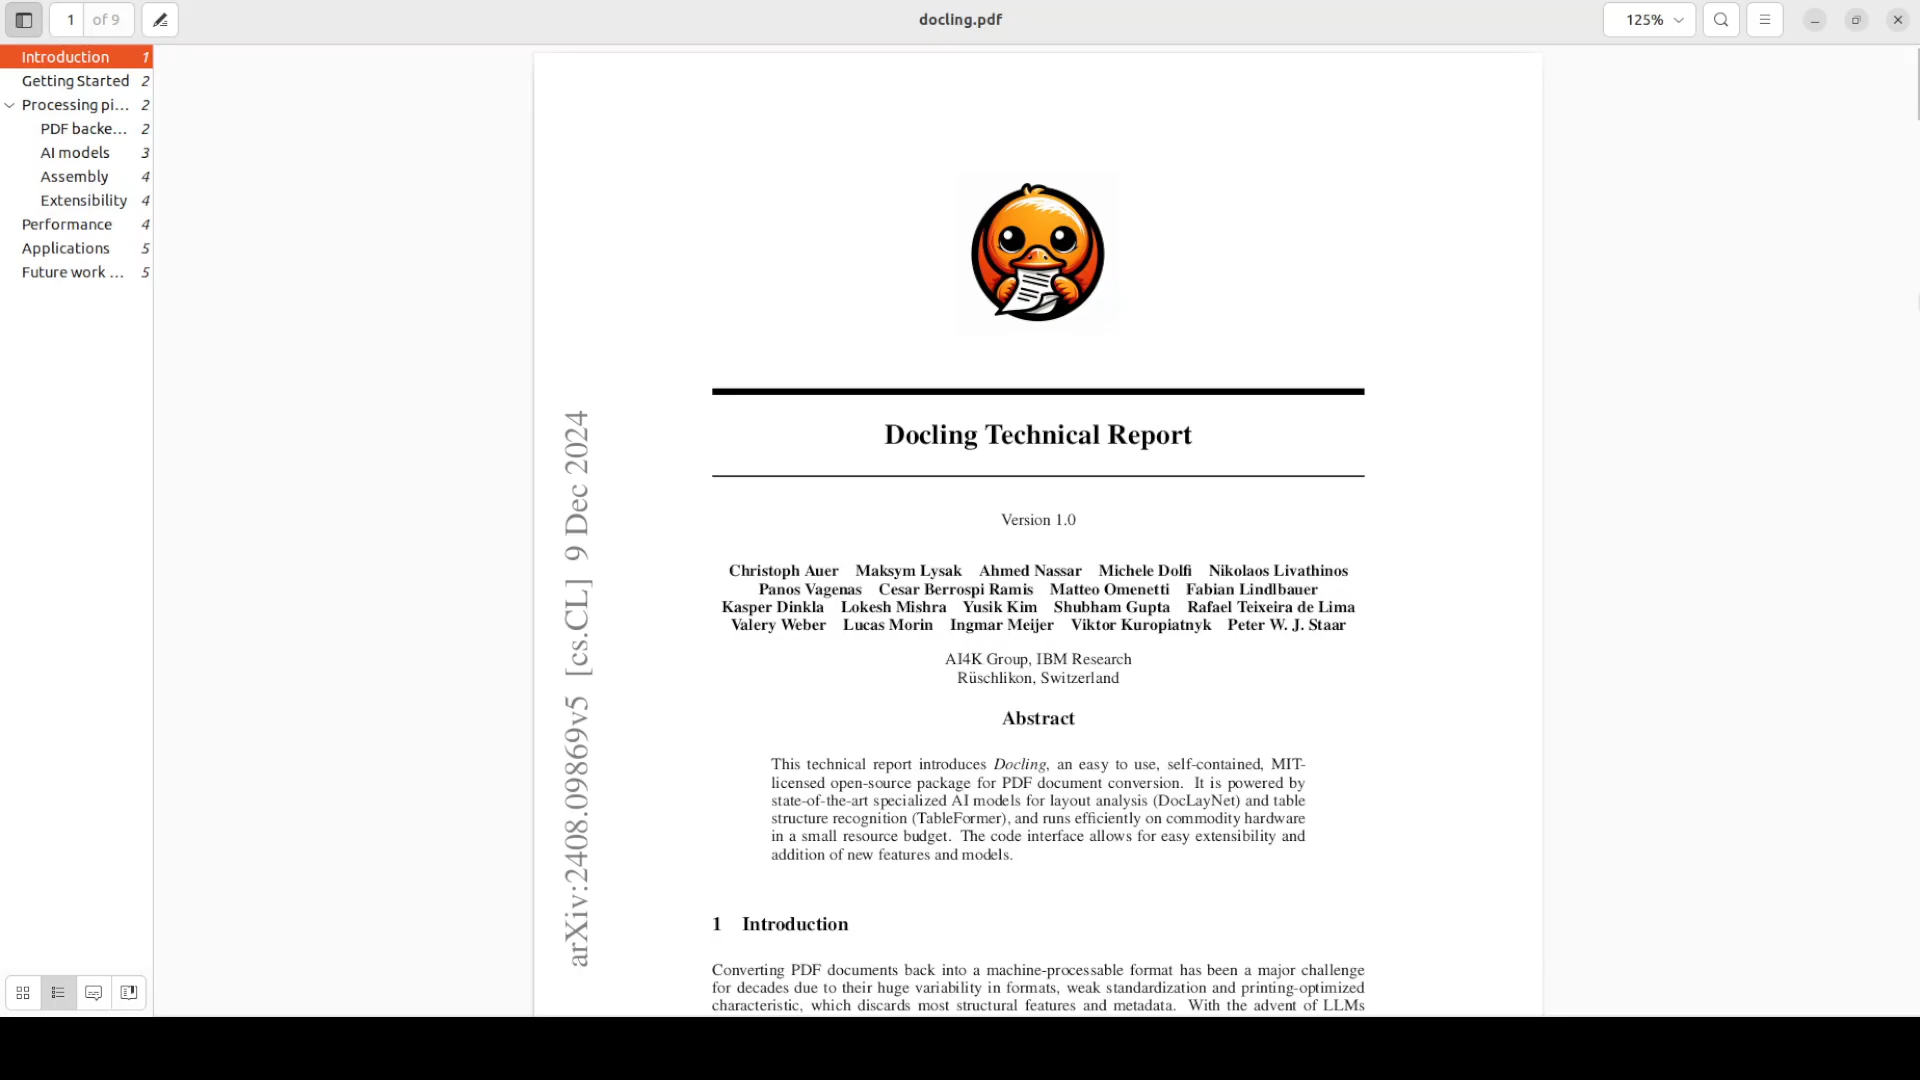 1 of 9
docling.pdf
125%
Introduction 1
Getting Started 2
Processing pi... 2
PDF backe... 2
AI models 3
Assembly 4
Extensibility 4
Performance 4
Applications 5
Future work ... 5
arXiv:2408.09869v5 [cs.CL] 9 Dec 2024
Docling Technical Report
Version 1.0
Christoph Auer Maksym Lysak Ahmed Nassar Michele Dolfi Nikolaos Livathinos
Panos Vagenas Cesar Berrospi Ramis Matteo Omenetti Fabian Lindlbauer
Kasper Dinkla Lokesh Mishra Yusik Kim Shubham Gupta Rafael Teixeira de Lima
Valery Weber Lucas Morin Ingmar Meijer Viktor Kuropiatnyk Peter W. J. Staar
AI4K Group, IBM Research
Rüschlikon, Switzerland
Abstract
This technical report introduces Docling, an easy to use, self-contained, MIT-
licensed open-source package for PDF document conversion. It is powered by
state-of-the-art specialized AI models for layout analysis (DocLayNet) and table
structure recognition (TableFormer), and runs efficiently on commodity hardware
in a small resource budget. The code interface allows for easy extensibility and
addition of new features and models.
1 Introduction
Converting PDF documents back into a machine-processable format has been a major challenge
for decades due to their huge variability in formats, weak standardization and printing-optimized
characteristic, which discards most structural features and metadata. With the advent of LLMs